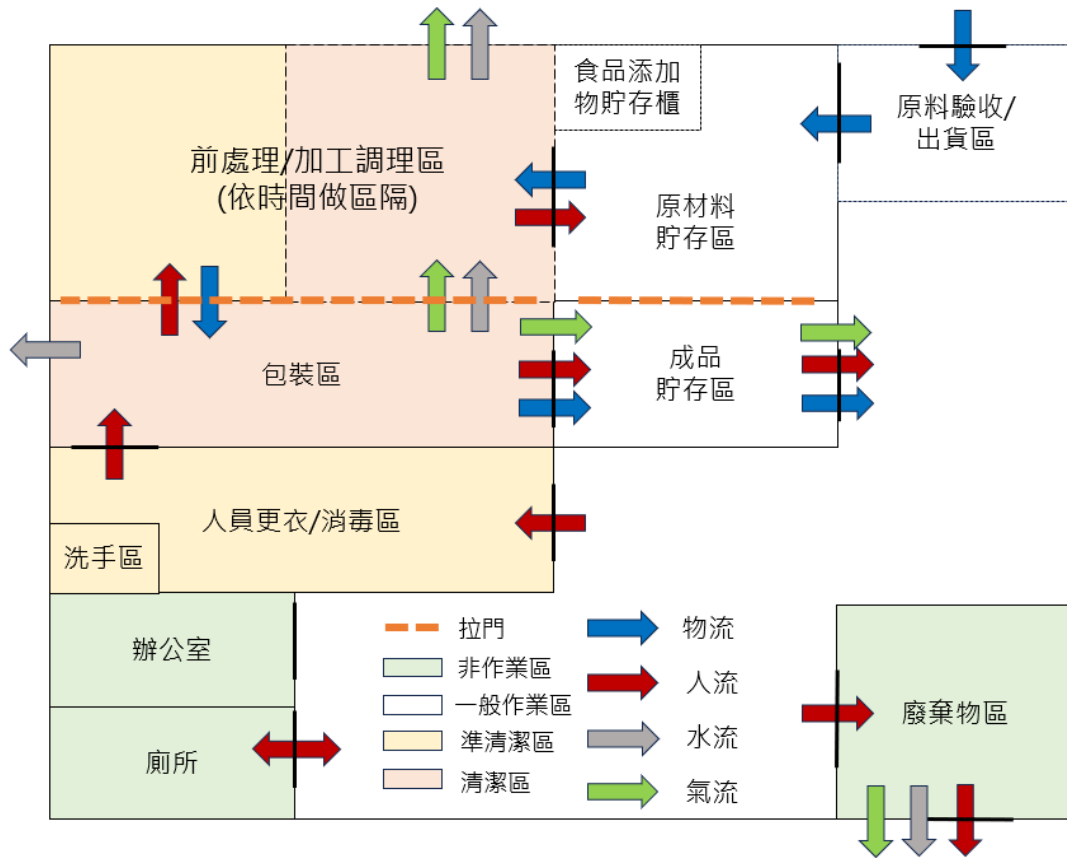 食品添加
物貯存櫃
原料驗收/
出貨區
前處理/加工調理區
(依時間做區隔)
原材料
貯存區
包裝區
成品
貯存區
人員更衣/消毒區
洗手區
辦公室
廁所
拉門
非作業區
一般作業區
準清潔區
清潔區
物流
人流
水流
氣流
廢棄物區